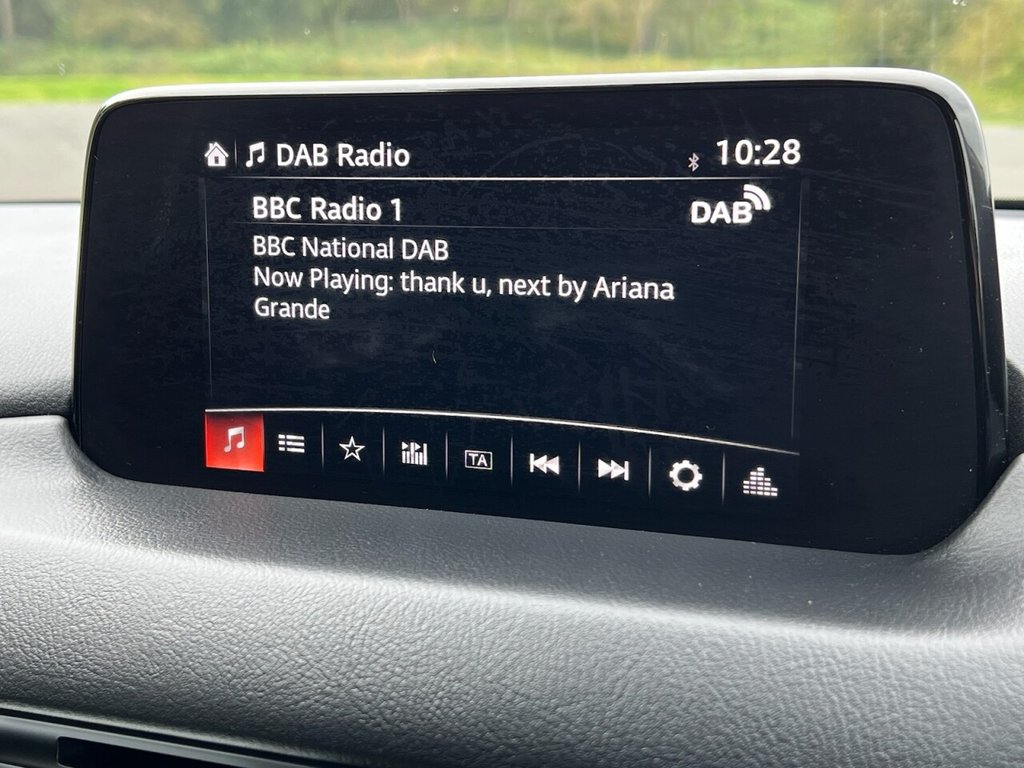 DAB Radio 10:28
BBC Radio 1 DAB
BBC National DAB
Now Playing: thank u, next by Ariana
Grande
TA